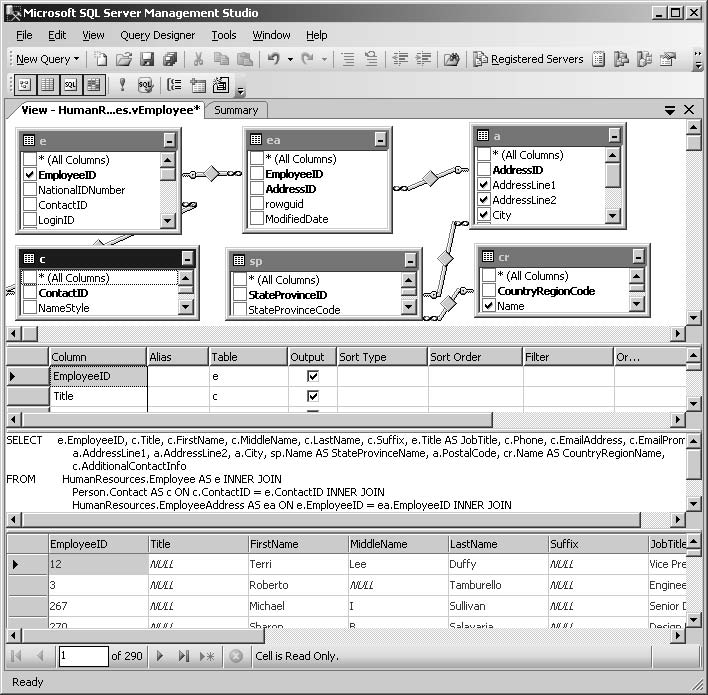 Microsoft SQL Server Management Studio
File Edit View Query Designer Tools Window Help
New Query Registered Servers
SQL SQL
View - HumanR...es.vEmployee* Summary
e
* (All Columns)
EmployeeID
NationalIDNumber
ContactID
LoginID
ea
* (All Columns)
EmployeeID
AddressID
rowguid
ModifiedDate
a
* (All Columns)
AddressID
AddressLine1
AddressLine2
City
c
* (All Columns)
ContactID
NameStyle
sp
* (All Columns)
StateProvinceID
StateProvinceCode
cr
* (All Columns)
CountryRegionCode
Name
Column Alias Table Output Sort Type Sort Order Filter Or...
EmployeeID e
Title c
SELECT e.EmployeeID, c.Title, c.FirstName, c.MiddleName, c.LastName, c.Suffix, e.Title AS JobTitle, c.Phone, c.EmailAddress, c.EmailProm
a.AddressLine1, a.AddressLine2, a.City, sp.Name AS StateProvinceName, a.PostalCode, cr.Name AS CountryRegionName,
c.AdditionalContactInfo
FROM HumanResources.Employee AS e INNER JOIN
Person.Contact AS c ON c.ContactID = e.ContactID INNER JOIN
HumanResources.EmployeeAddress AS ea ON e.EmployeeID = ea.EmployeeID INNER JOIN
EmployeeID Title FirstName MiddleName LastName Suffix JobTitle
12 NULL Terri Lee Duffy NULL Vice Pre
3 NULL Roberto NULL Tamburello NULL Enginee
267 NULL Michael I Sullivan NULL Senior D
270 NULL Sharon B Salavaria NULL Design
1 of 290 Cell is Read Only.
Ready